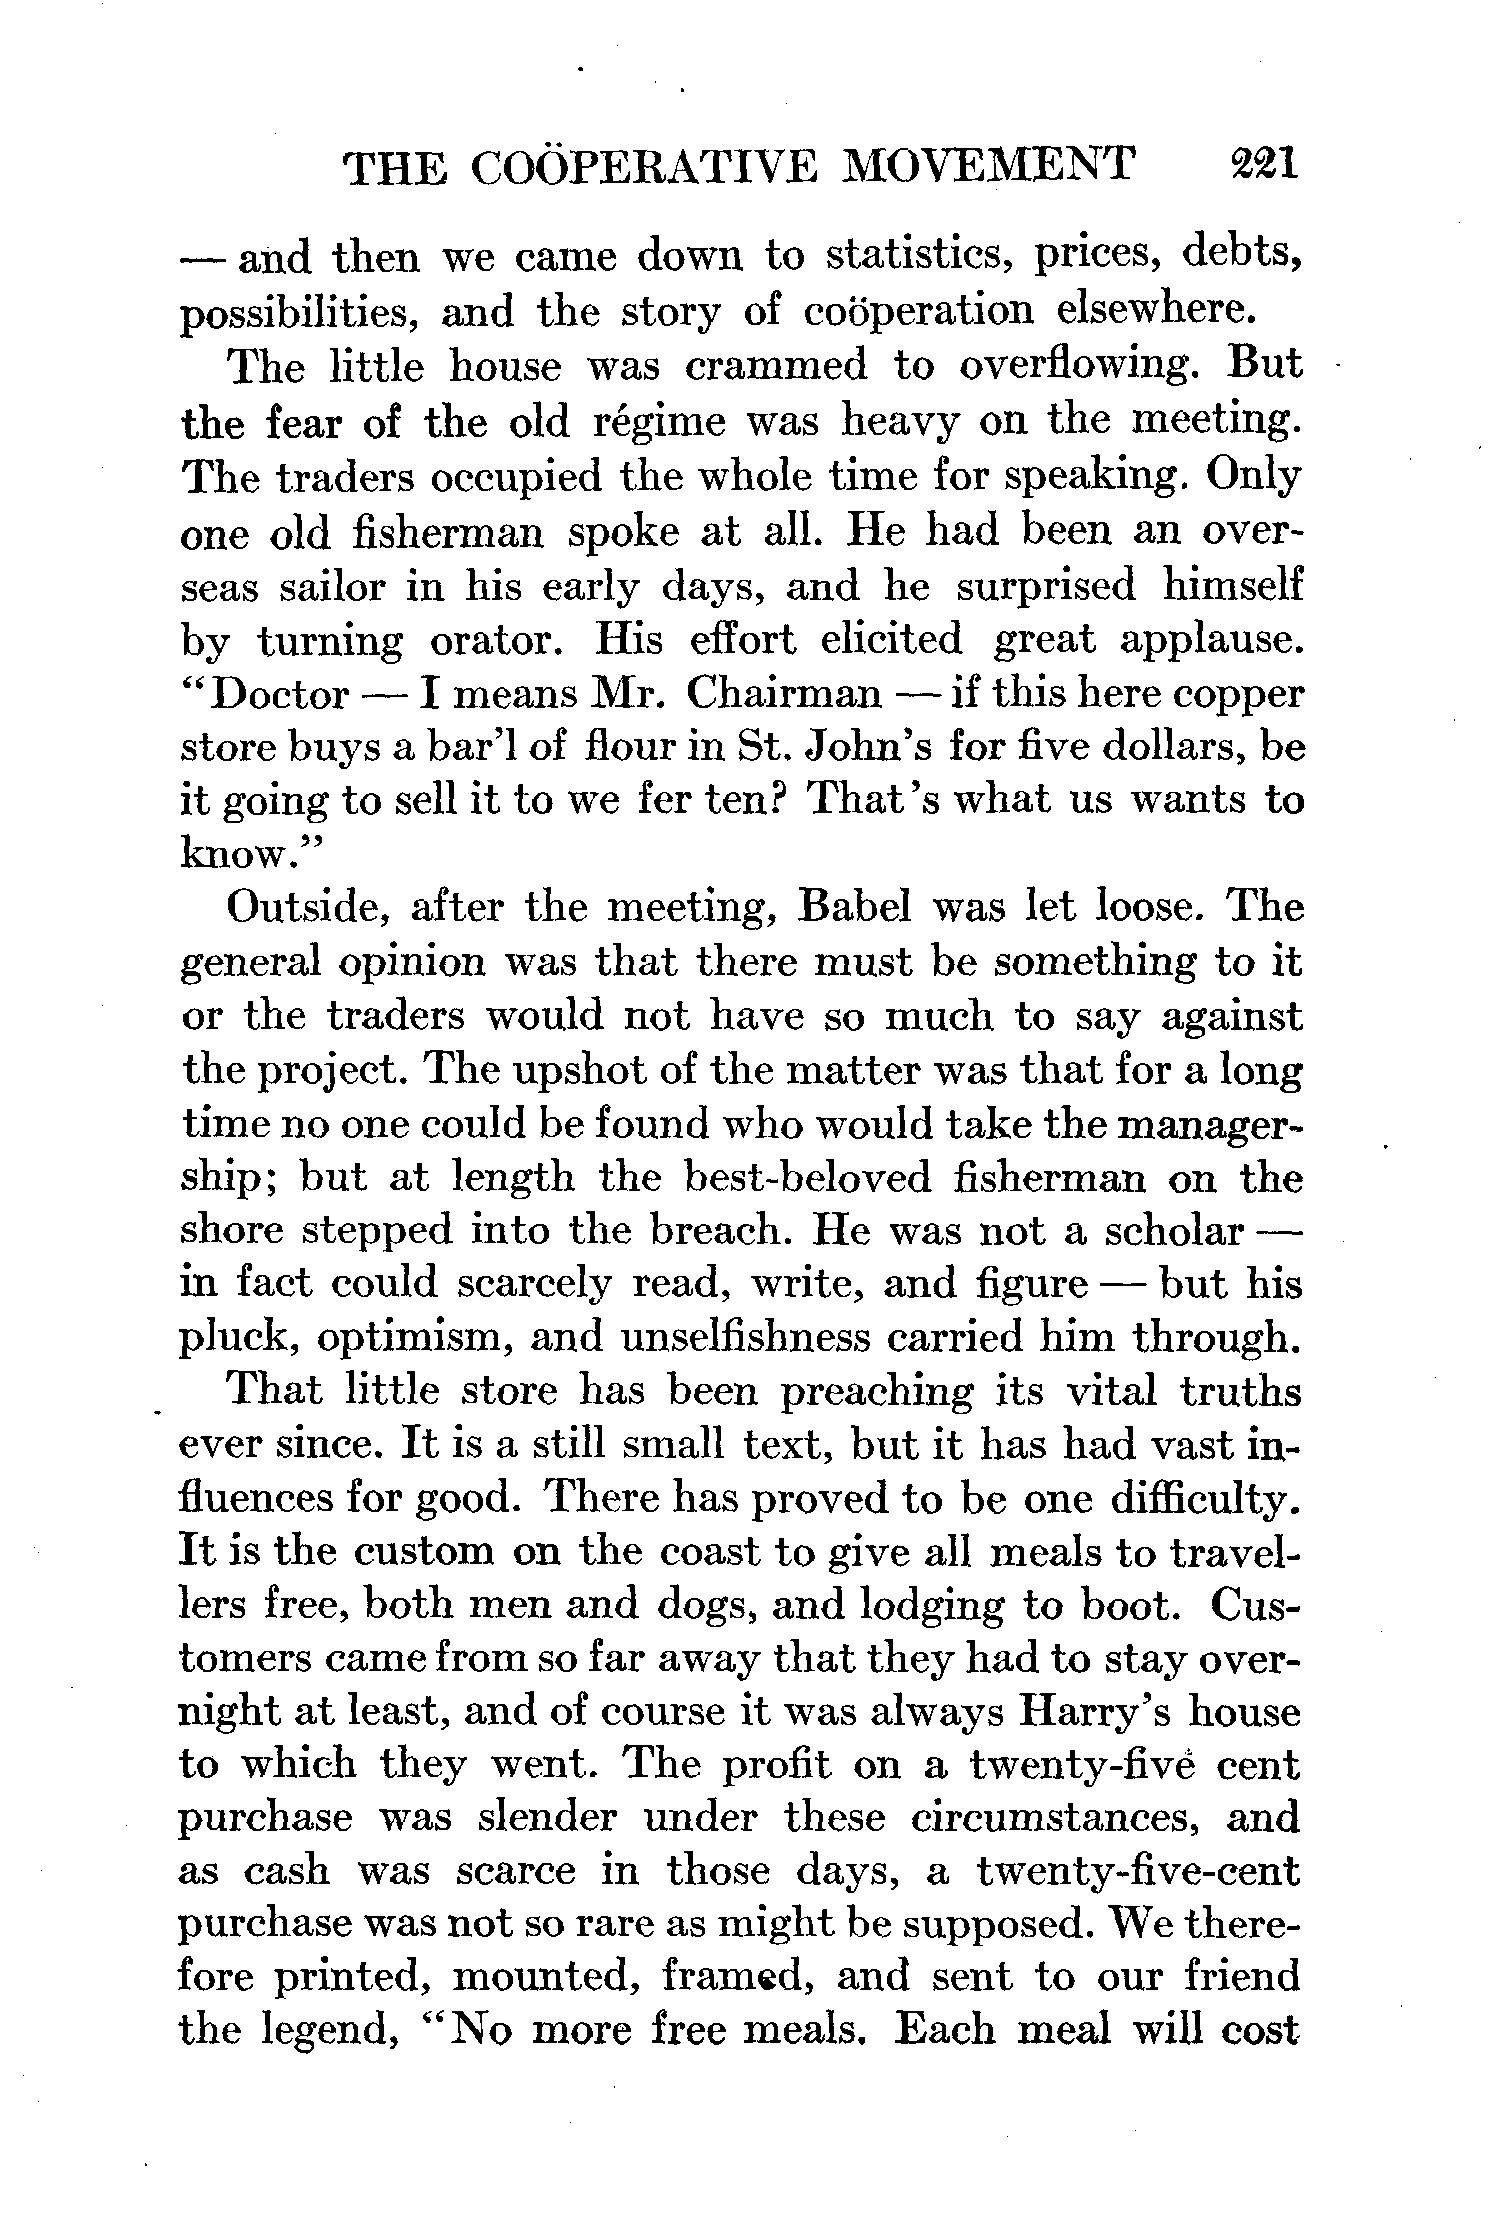 THE COÖPERATIVE MOVEMENT 221
— and then we came down to statistics, prices, debts,
possibilities, and the story of coöperation elsewhere.
The little house was crammed to overflowing. But
the fear of the old régime was heavy on the meeting.
The traders occupied the whole time for speaking. Only
one old fisherman spoke at all. He had been an over-
seas sailor in his early days, and he surprised himself
by turning orator. His effort elicited great applause.
“Doctor — I means Mr. Chairman — if this here copper
store buys a bar’l of flour in St. John’s for five dollars, be
it going to sell it to we fer ten? That’s what us wants to
know.”
Outside, after the meeting, Babel was let loose. The
general opinion was that there must be something to it
or the traders would not have so much to say against
the project. The upshot of the matter was that for a long
time no one could be found who would take the manager-
ship; but at length the best-beloved fisherman on the
shore stepped into the breach. He was not a scholar —
in fact could scarcely read, write, and figure — but his
pluck, optimism, and unselfishness carried him through.
That little store has been preaching its vital truths
ever since. It is a still small text, but it has had vast in-
fluences for good. There has proved to be one difficulty.
It is the custom on the coast to give all meals to travel-
lers free, both men and dogs, and lodging to boot. Cus-
tomers came from so far away that they had to stay over-
night at least, and of course it was always Harry’s house
to which they went. The profit on a twenty-five cent
purchase was slender under these circumstances, and
as cash was scarce in those days, a twenty-five-cent
purchase was not so rare as might be supposed. We there-
fore printed, mounted, framed, and sent to our friend
the legend, “No more free meals. Each meal will cost